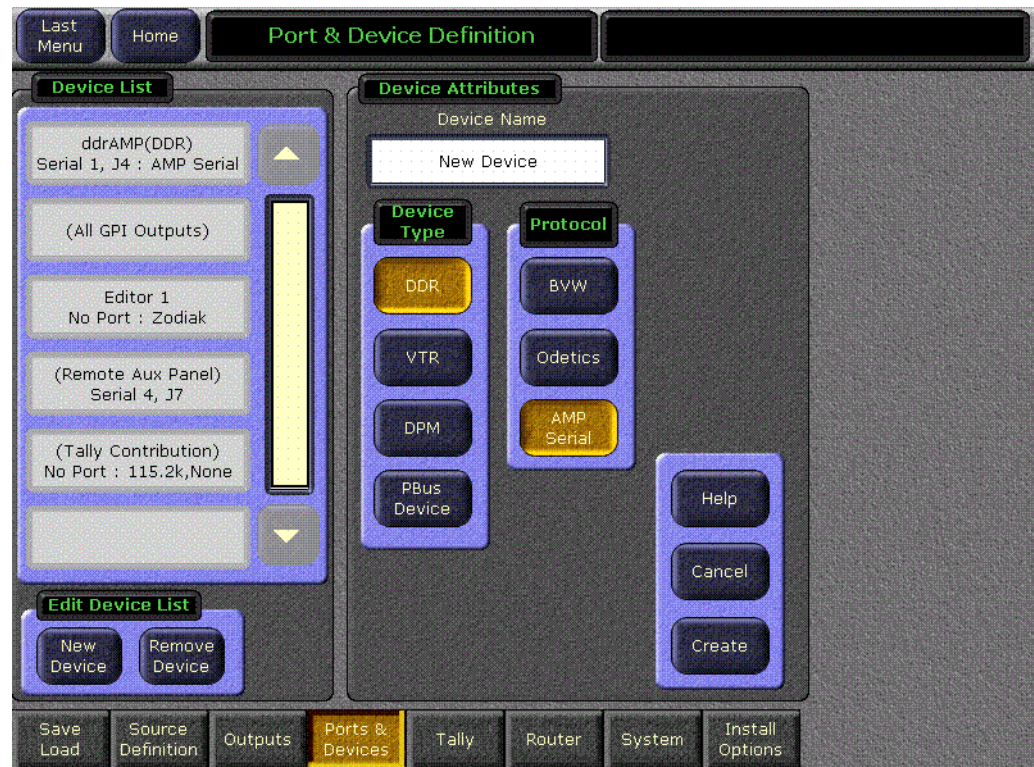 Last
Menu
Home
Port & Device Definition
Device List
ddrAMP(DDR)
Serial 1, J4 : AMP Serial
(All GPI Outputs)
Editor 1
No Port : Zodiak
(Remote Aux Panel)
Serial 4, J7
(Tally Contribution)
No Port : 115.2k,None
Edit Device List
New
Device
Remove
Device
Device Attributes
Device Name
New Device
Device
Type
DDR
VTR
DPM
PBus
Device
Protocol
BVW
Odetics
AMP
Serial
Help
Cancel
Create
Save
Load
Source
Definition
Outputs
Ports &
Devices
Tally
Router
System
Install
Options